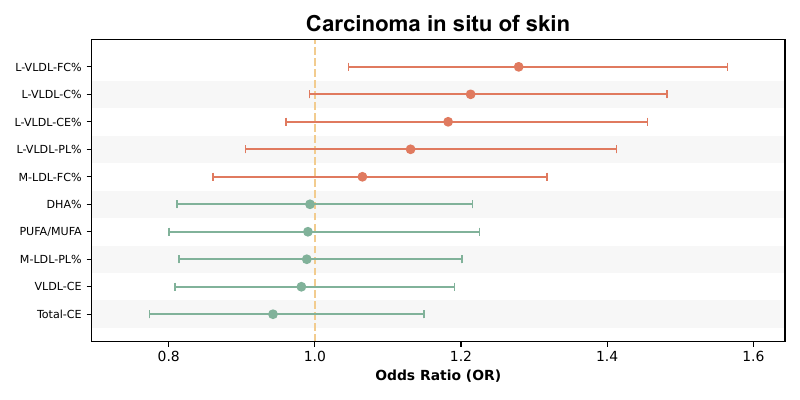 Carcinoma in situ of skin
L-VLDL-FC%
L-VLDL-C%
L-VLDL-CE%
L-VLDL-PL%
M-LDL-FC%
DHA%
PUFA/MUFA
M-LDL-PL%
VLDL-CE
Total-CE
0.8 1.0 1.2 1.4 1.6
Odds Ratio (OR)